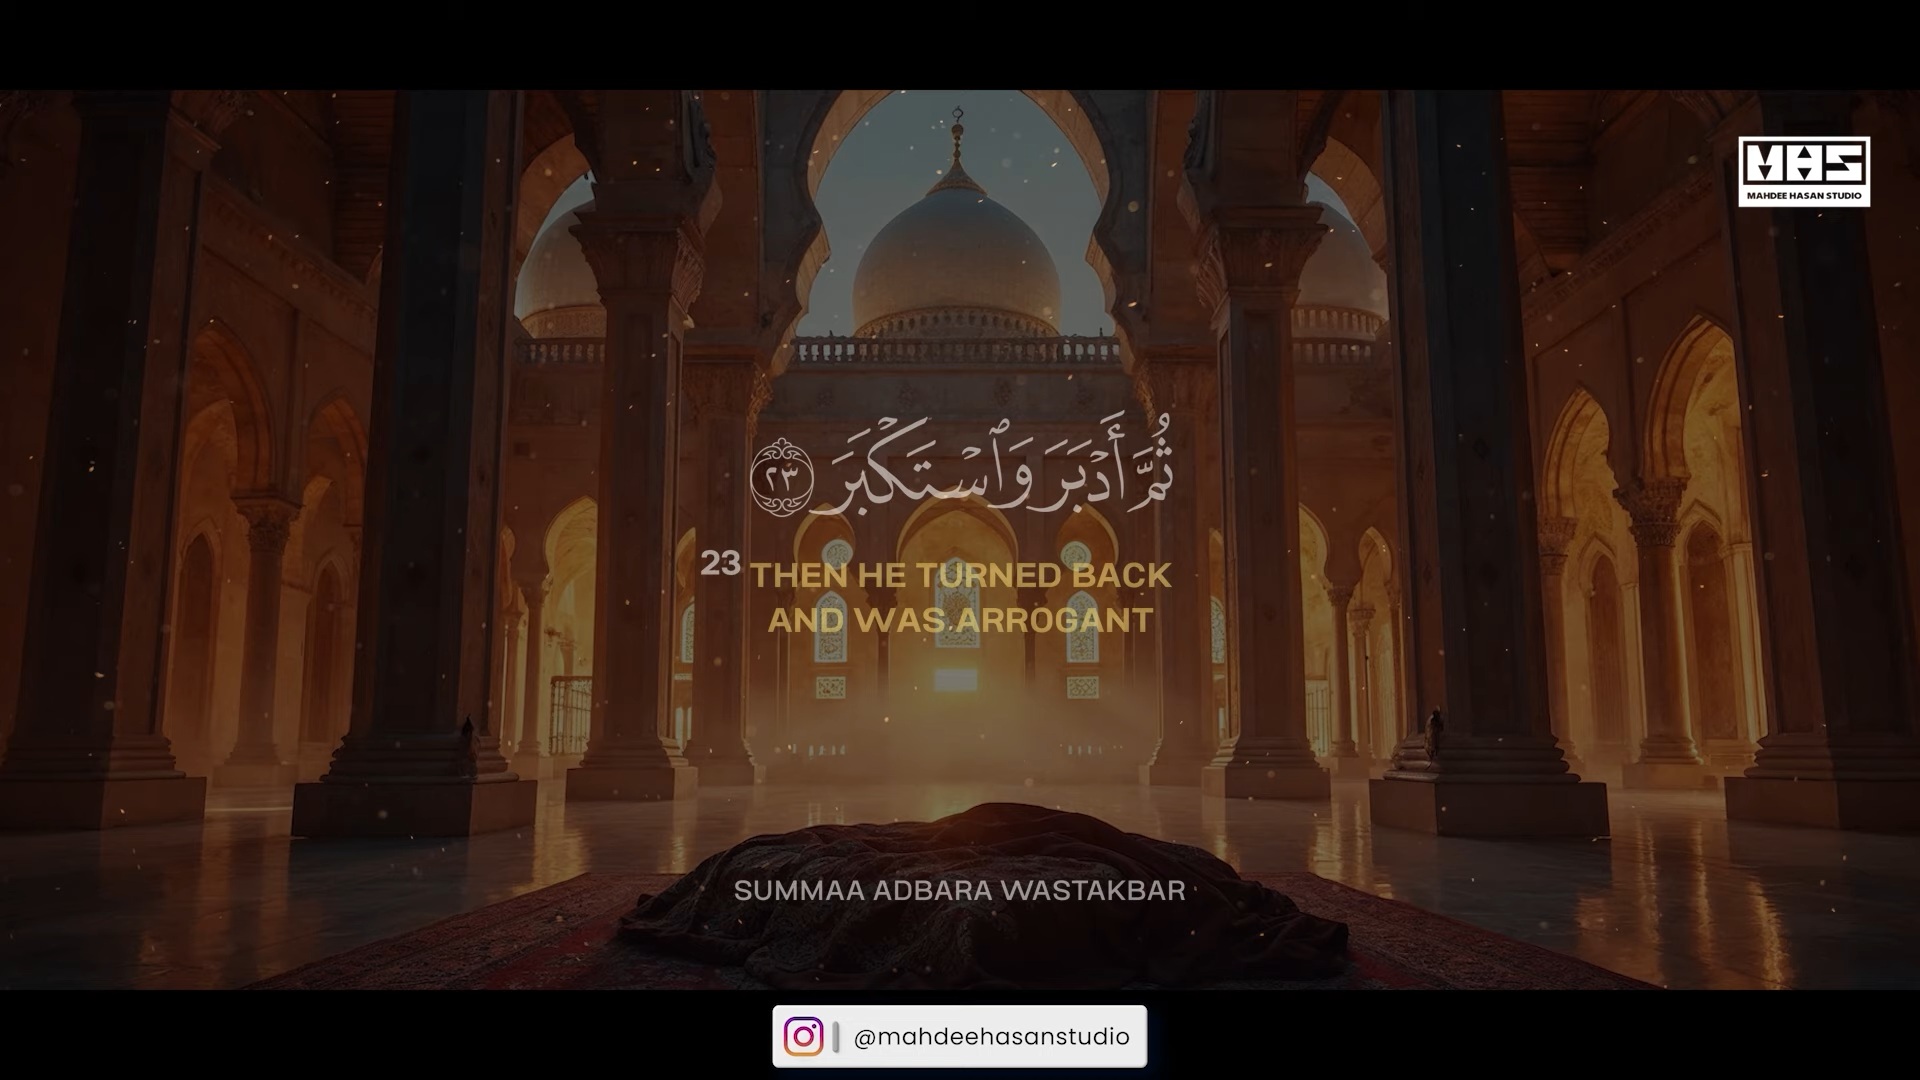 MHS
MAHDEE HASAN STUDIO
ثُمَّ أَدْبَرَ وَٱسْتَكْبَرَ ٢٣
23 THEN HE TURNED BACK
AND WAS ARROGANT
SUMMAA ADBARA WASTAKBAR
@mahdeehasanstudio